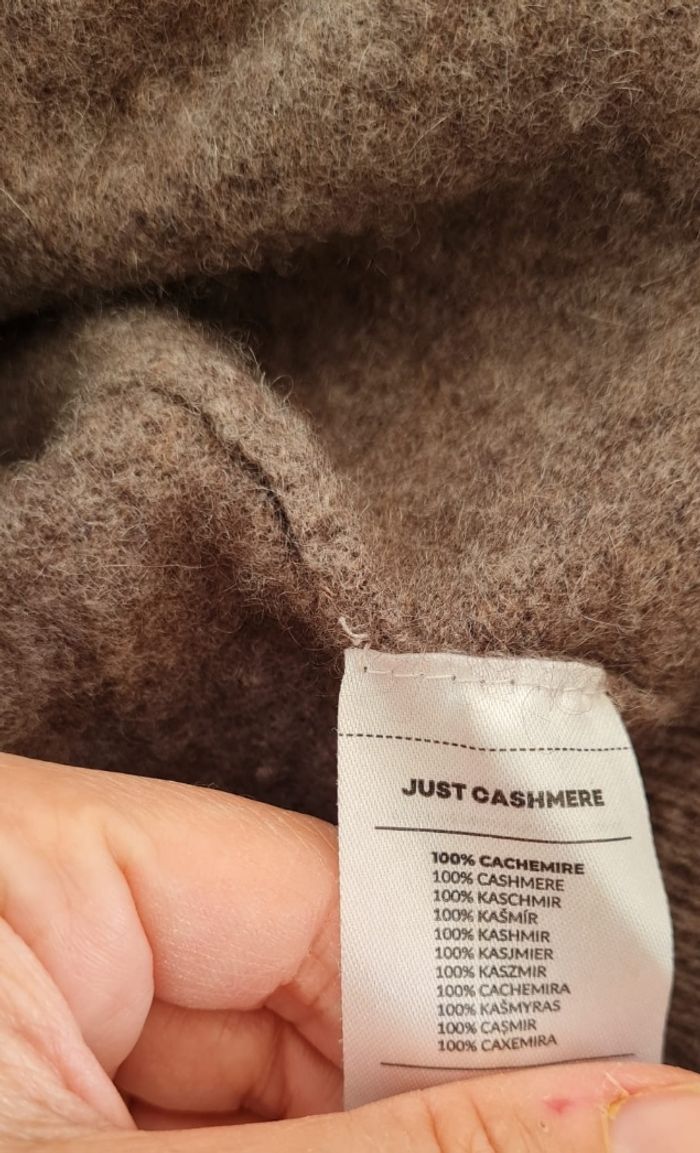 JUST CASHMERE
100% CACHEMIRE
100% CASHMERE
100% KASCHMIR
100% KAŠMÍR
100% KASHMIR
100% KASJMIER
100% KASZMIR
100% CACHEMIRA
100% KAŠMYRAS
100% CAȘMIR
100% CAXEMIRA